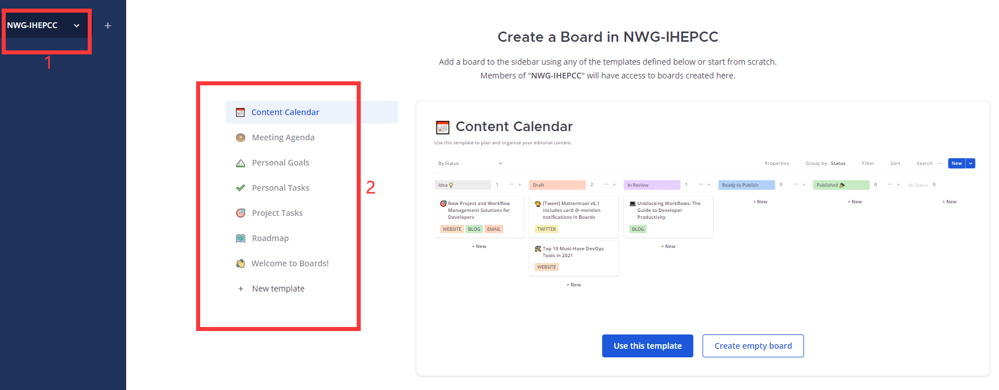 NWG-IHEPCC
+
1
Create a Board in NWG-IHEPCC
Add a board to the sidebar using any of the templates defined below or start from scratch.
Members of "NWG-IHEPCC" will have access to boards created here.
Content Calendar
Meeting Agenda
Personal Goals
Personal Tasks
Project Tasks
Roadmap
Welcome to Boards!
+ New template
2
Content Calendar
Use this template to plan and organize your editorial content.
By Status
Properties Group by: Status Filter Sort Search ··· New
Idea 1 ··· +
New Project and Workflow
Management Solutions for
Developers
WEBSITE BLOG EMAIL
+ New
Draft 2 ··· +
[Tweet] Mattermost v6.1
includes card @-mention
notifications in Boards
TWITTER
Top 10 Must-Have DevOps
Tools in 2021
WEBSITE
+ New
In Review 1 ··· +
Unblocking Workflows: The
Guide to Developer
Productivity
BLOG
+ New
Ready to Publish 0 ··· +
+ New
Published 0 ··· +
+ New
No Status 0
+ New
Use this template
Create empty board